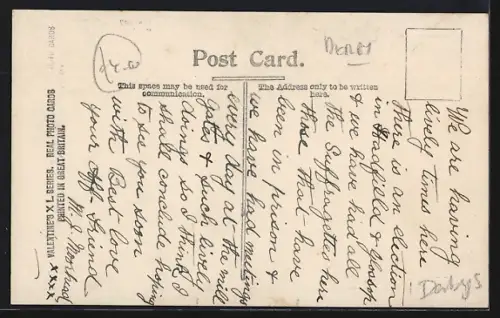 Post Card.
This space may be used for
communication.
The Address only to be written
here.
VALENTINE'S X.L SERIES. REAL PHOTO CARDS
PRINTED IN GREAT BRITAIN.
We are having
lively times here
there is an election
in Hadfield & Glossop
& we have had all
the Suffragettes here
those that have
been in prison &
we have had meetings
every day at the mill
gates & such lively
doings so I think I
shall conclude hoping
to see you soon
with Best love
your Aff- Friend
M. J.
xxxx
DERBY
Derbys